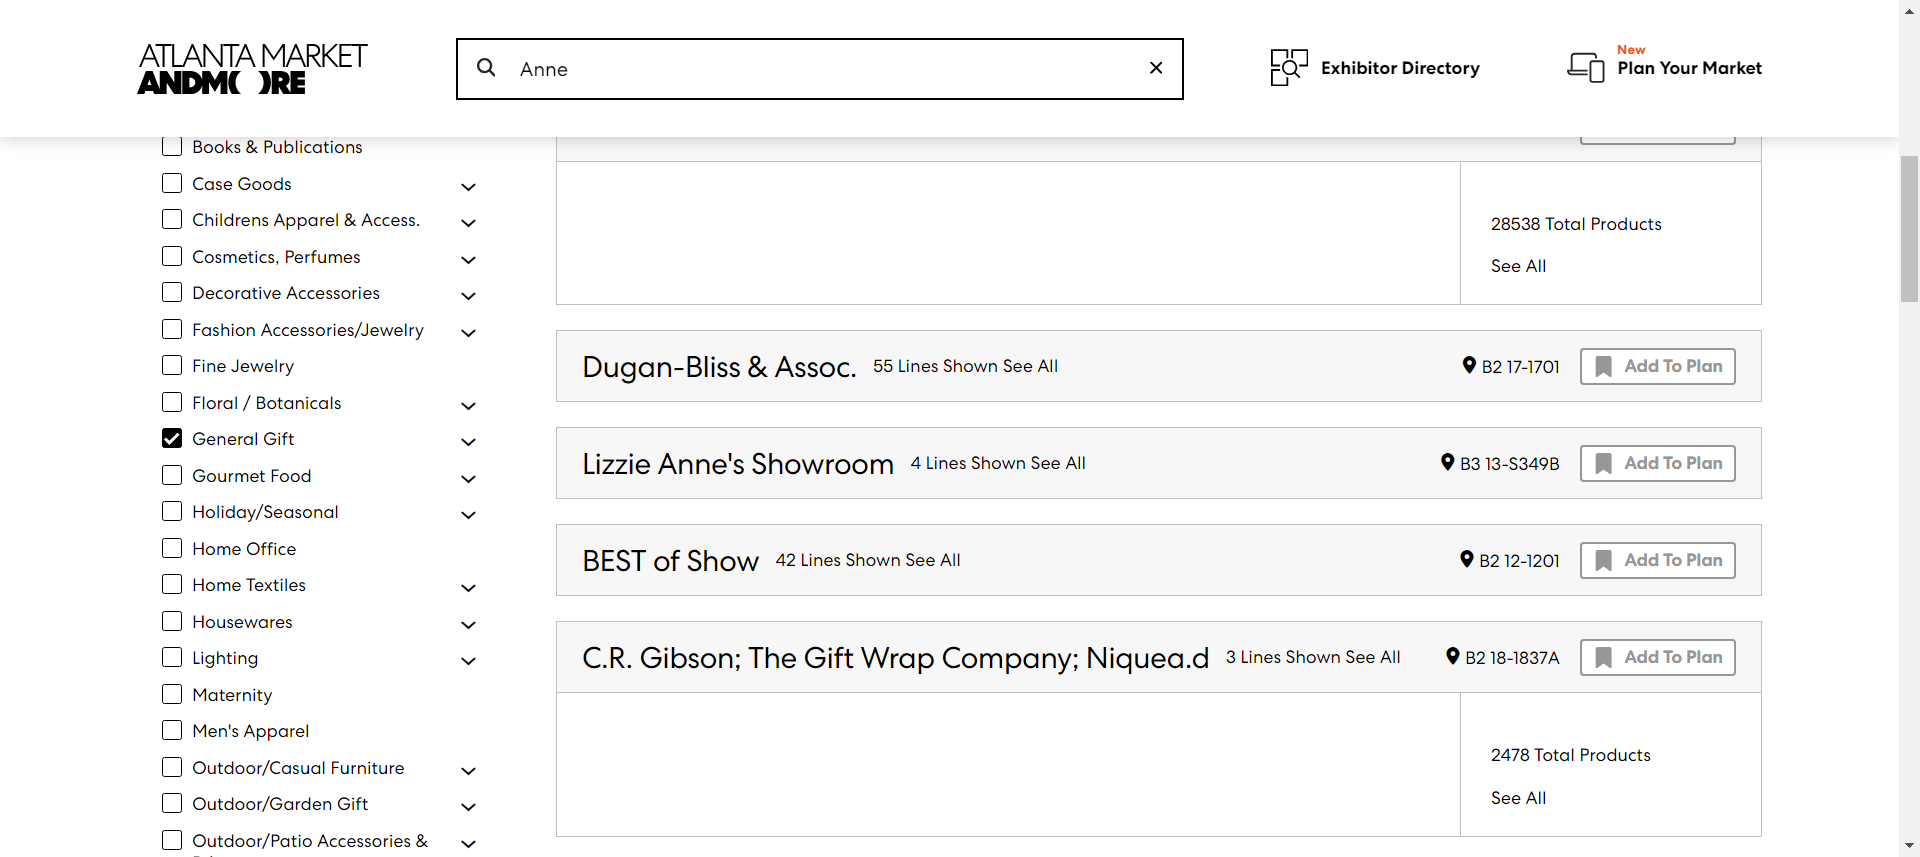 ATLANTA MARKET
ANDMORE
Anne
Exhibitor Directory
New
Plan Your Market
Books & Publications
Case Goods
Childrens Apparel & Access.
Cosmetics, Perfumes
Decorative Accessories
Fashion Accessories/Jewelry
Fine Jewelry
Floral / Botanicals
General Gift
Gourmet Food
Holiday/Seasonal
Home Office
Home Textiles
Housewares
Lighting
Maternity
Men's Apparel
Outdoor/Casual Furniture
Outdoor/Garden Gift
Outdoor/Patio Accessories &
28538 Total Products
See All
Dugan-Bliss & Assoc. 55 Lines Shown See All B2 17-1701 Add To Plan
Lizzie Anne's Showroom 4 Lines Shown See All B3 13-S349B Add To Plan
BEST of Show 42 Lines Shown See All B2 12-1201 Add To Plan
C.R. Gibson; The Gift Wrap Company; Niquea.d 3 Lines Shown See All B2 18-1837A Add To Plan
2478 Total Products
See All